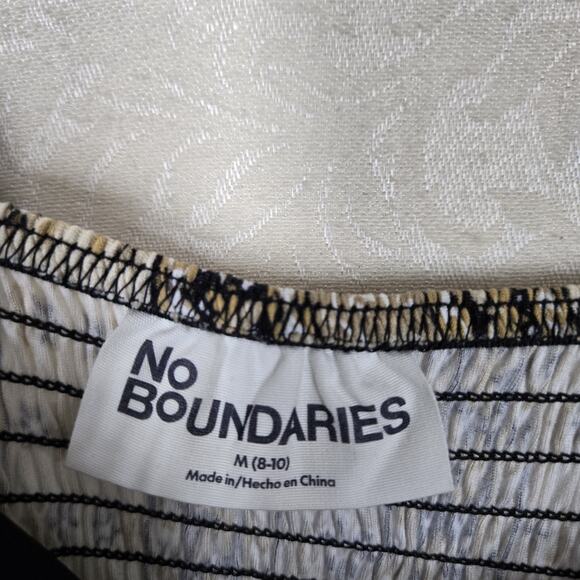 No
BOUNDARIES
M (8-10)
Made in/Hecho en China